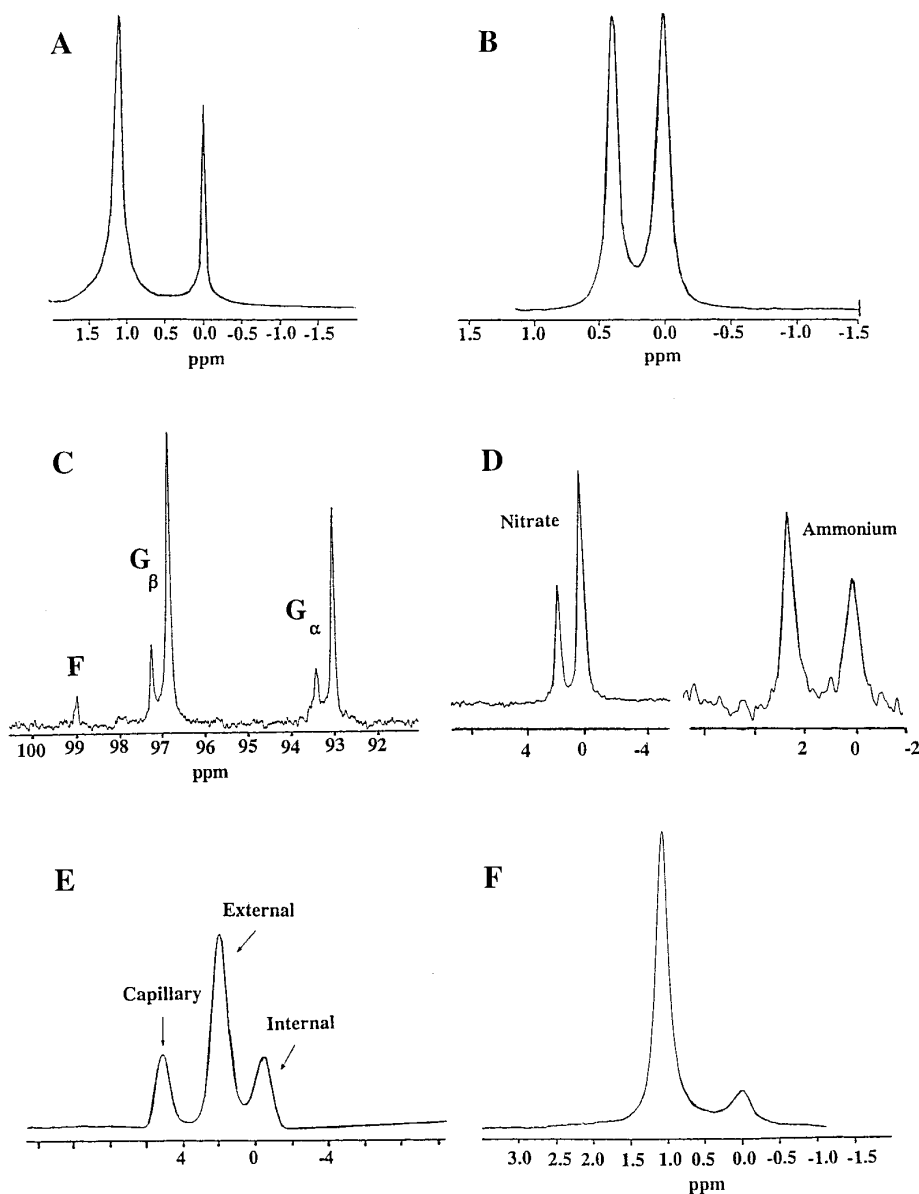 A
1.5 1.0 0.5 0.0 -0.5 -1.0 -1.5
ppm
B
1.5 1.0 0.5 0.0 -0.5 -1.0 -1.5
ppm
C
F
G β
G α
100 99 98 97 96 95 94 93 92
ppm
D
Nitrate
Ammonium
4 0 -4
2 0 -2
E
Capillary
External
Internal
4 0 -4
F
3.0 2.5 2.0 1.5 1.0 0.5 0.0 -0.5 -1.0 -1.5
ppm